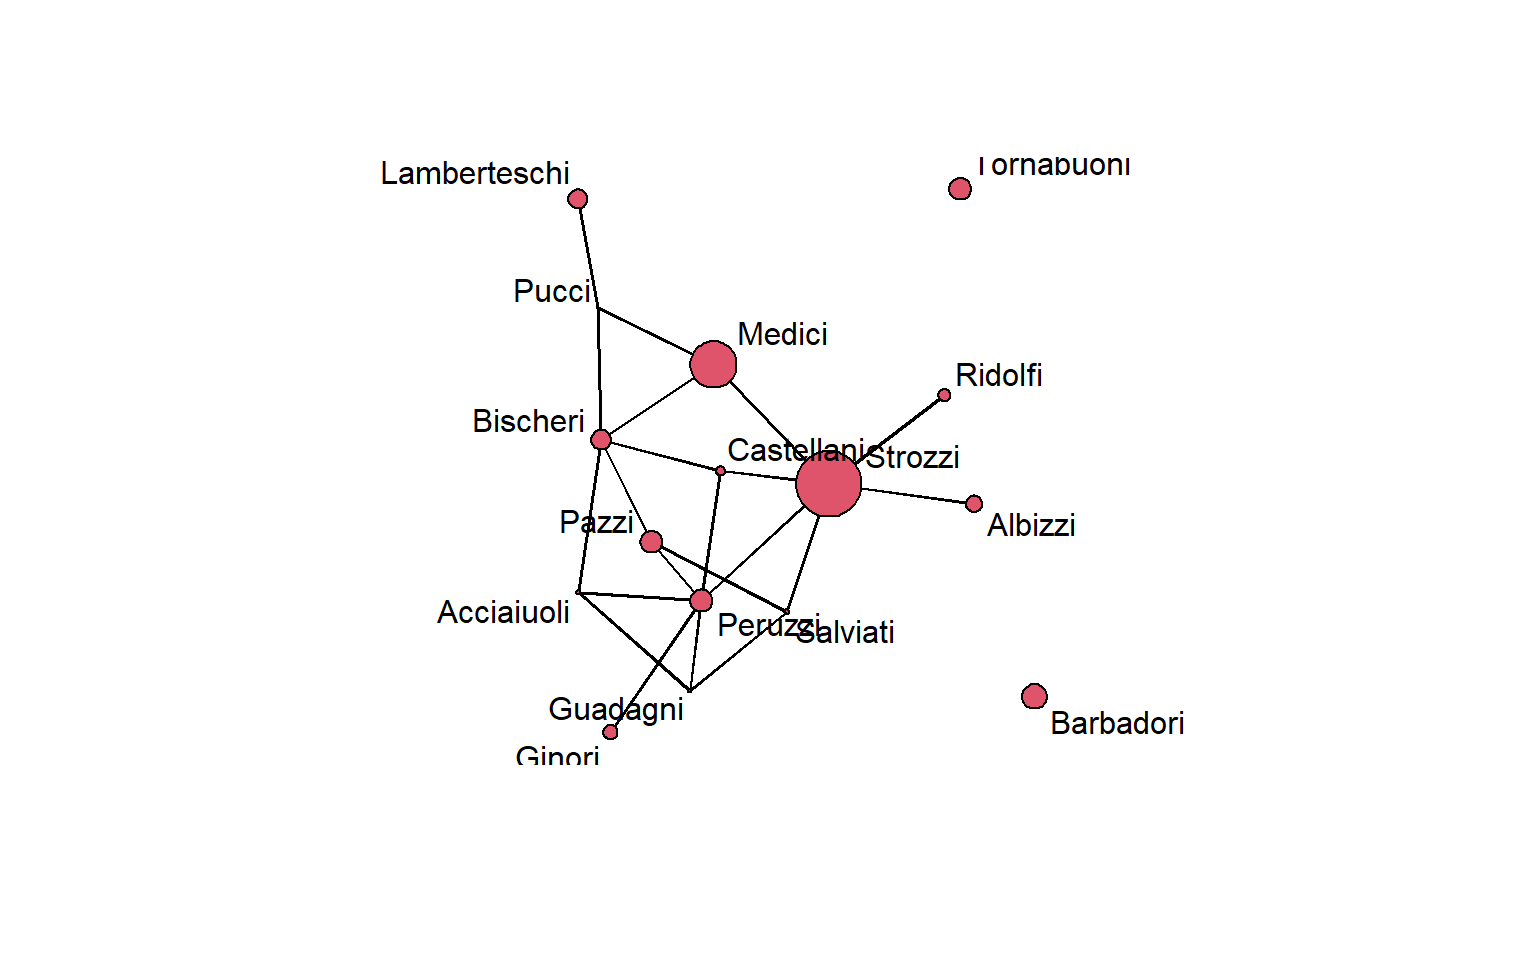 Tornabuoni
Lamberteschi
Pucci
Medici
Ridolfi
Bischeri
Castellani
Strozzi
Pazzi
Albizzi
Acciaiuoli
Peruzzi
Salviati
Guadagni
Barbadori
Ginori